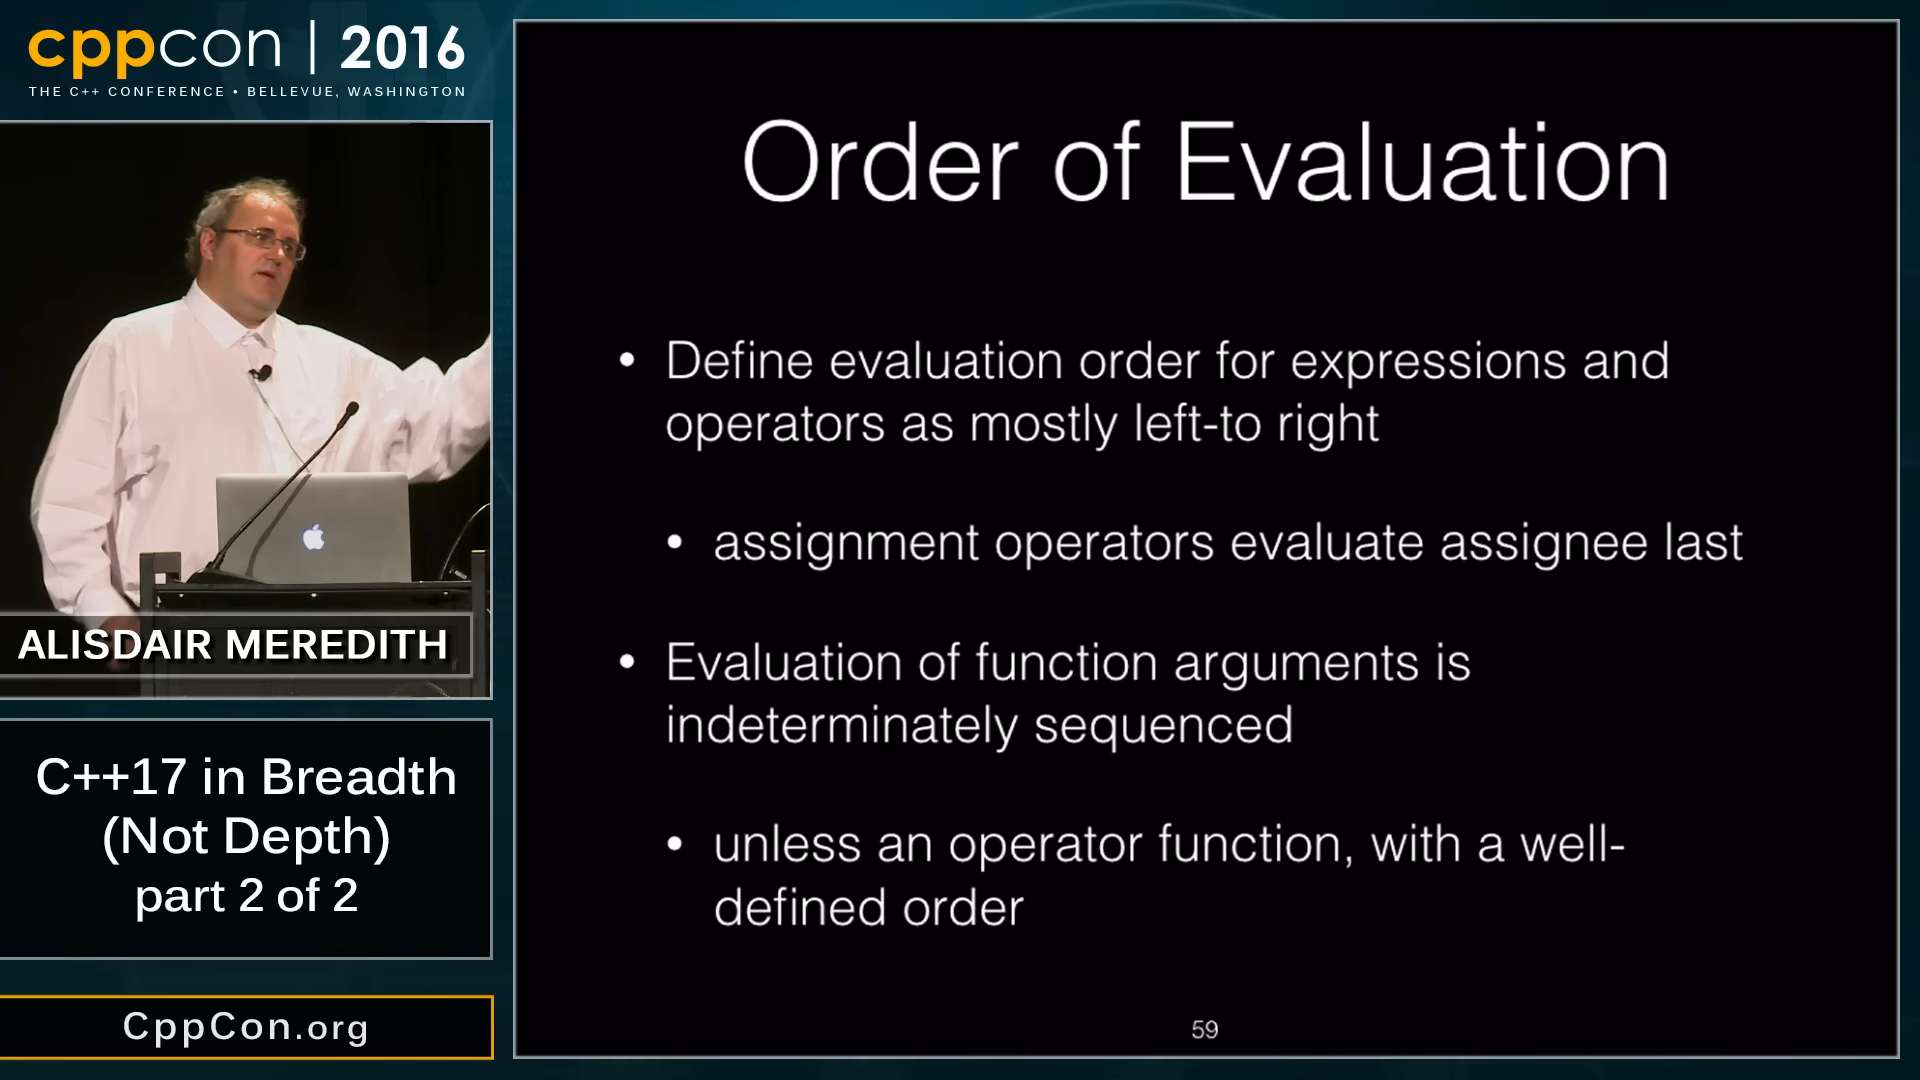 cppcon | 2016
THE C++ CONFERENCE • BELLEVUE, WASHINGTON
ALISDAIR MEREDITH
C++17 in Breadth
(Not Depth)
part 2 of 2
CppCon.org
Order of Evaluation
• Define evaluation order for expressions and
operators as mostly left-to right
• assignment operators evaluate assignee last
• Evaluation of function arguments is
indeterminately sequenced
• unless an operator function, with a well-
defined order
59